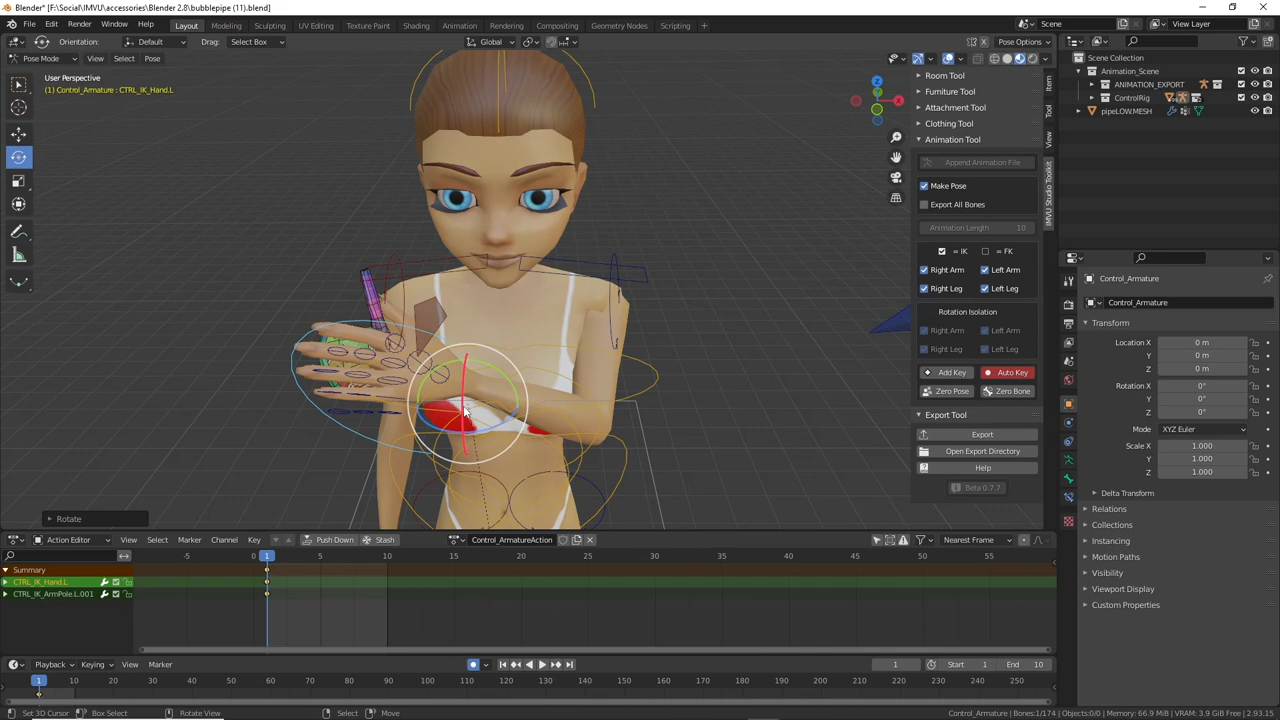 Blender* [F:\Social\IMVU\accessories\Blender 2.8\bubblepipe (11).blend]
File Edit Render Window Help Layout Modeling Sculpting UV Editing Texture Paint Shading Animation Rendering Compositing Geometry Nodes Scripting Scene View Layer
Orientation: Default Drag: Select Box Global Pose Options
Pose Mode View Select Pose
User Perspective
(1) Control_Armature : CTRL_IK_Hand.L
Z
X
Room Tool
Furniture Tool
Attachment Tool
Clothing Tool
Animation Tool
Append Animation File
Make Pose
Export All Bones
Animation Length 10
= IK = FK
Right Arm Left Arm
Right Leg Left Leg
Rotation Isolation
Right Arm Left Arm
Right Leg Left Leg
Add Key Auto Key
Zero Pose Zero Bone
Export Tool
Export
Open Export Directory
Help
Beta 0.7.7
Item
Tool
View
IMVU Studio Toolkit
Scene Collection
Animation_Scene
ANIMATION_EXPORT
ControlRig
pipeLOW.MESH
Control_Armature
Control_Armature
Transform
Location X 0 m
Y 0 m
Z 0 m
Rotation X 0°
Y 0°
Z 0°
Mode XYZ Euler
Scale X 1.000
Y 1.000
Z 1.000
Delta Transform
Relations
Collections
Instancing
Motion Paths
Visibility
Viewport Display
Custom Properties
Rotate
Action Editor View Select Marker Channel Key Push Down Stash Control_ArmatureAction Nearest Frame
-5 0 1 5 10 15 20 25 30 35 40 45 50 55
Summary
CTRL_IK_Hand.L
CTRL_IK_ArmPole.L.001
Playback Keying View Marker 1 Start 1 End 10
1 10 20 30 40 50 60 70 80 90 100 110 120 130 140 150 160 170 180 190 200 210 220 230 240 250
Set 3D Cursor Box Select Rotate View Select Move Control_Armature | Bones:1/174 | Objects:0/0 | Memory: 66.9 MiB | VRAM: 3.9 GiB Free | 2.93.15